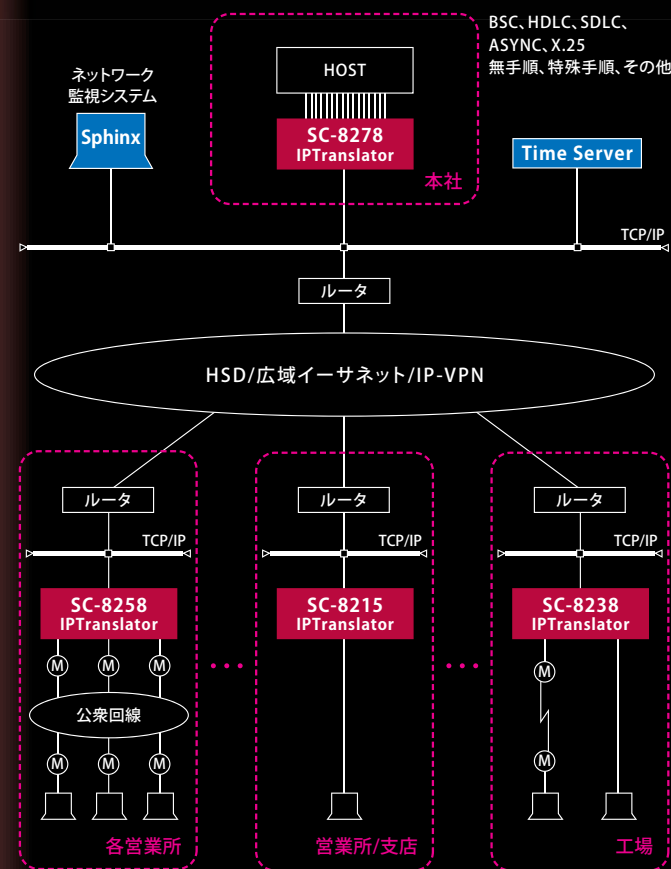 BSC、HDLC、SDLC、
ASYNC、X.25
無手順、特殊手順、その他
ネットワーク
監視システム
Sphinx
HOST
SC-8278
IPTranslator
本社
Time Server
TCP/IP
ルータ
HSD/広域イーサネット/IP-VPN
ルータ
ルータ
ルータ
TCP/IP
TCP/IP
TCP/IP
SC-8258
IPTranslator
SC-8215
IPTranslator
SC-8238
IPTranslator
M
M
M
...
...
M
公衆回線
M
M
M
M
各営業所
営業所/支店
工場